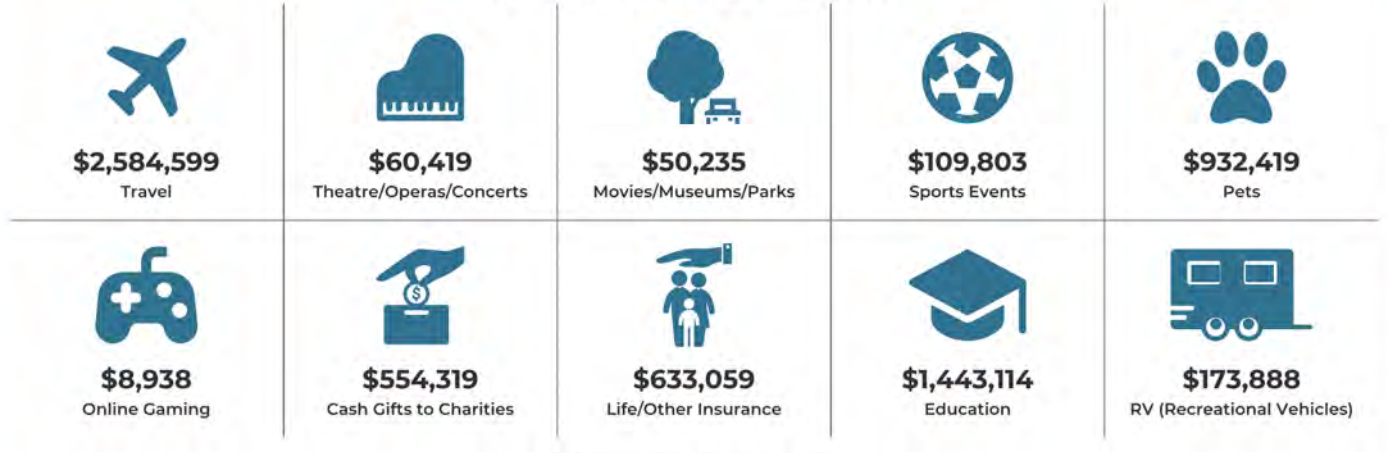 $2,584,599
Travel
$60,419
Theatre/Operas/Concerts
$50,235
Movies/Museums/Parks
$109,803
Sports Events
$932,419
Pets
$8,938
Online Gaming
$
$554,319
Cash Gifts to Charities
$633,059
Life/Other Insurance
$1,443,114
Education
$173,888
RV (Recreational Vehicles)